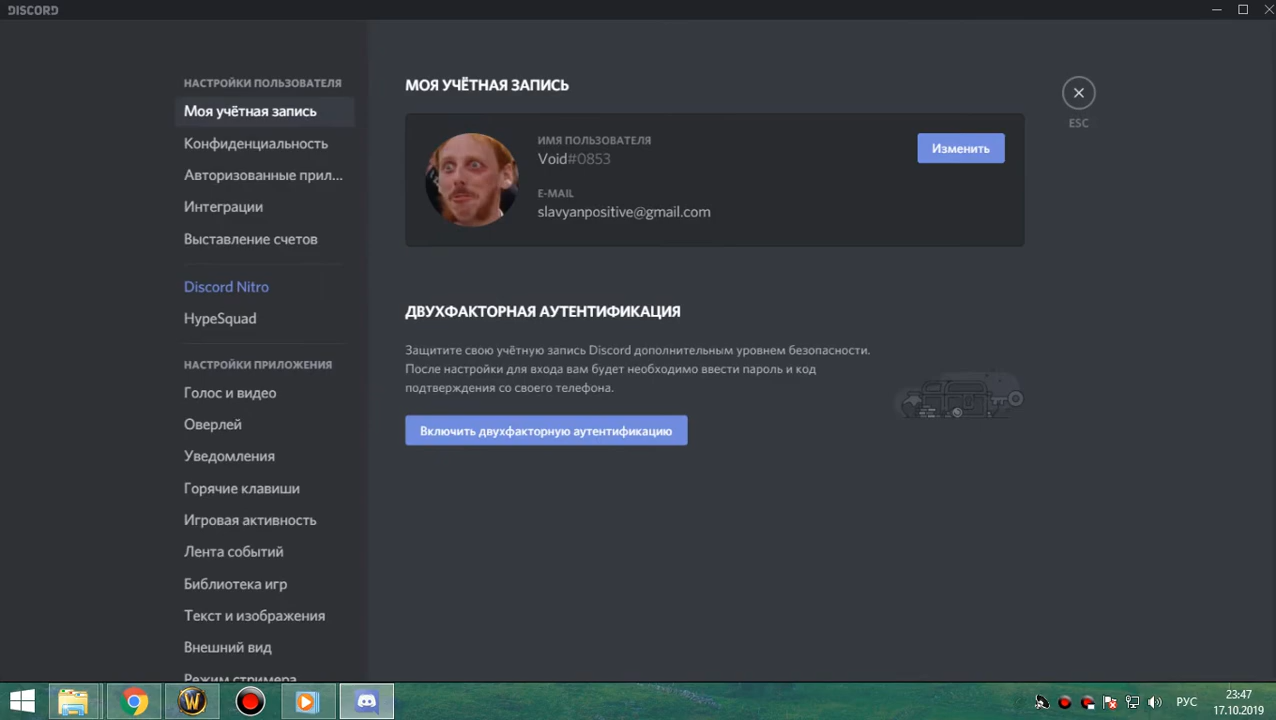 DISCORD
НАСТРОЙКИ ПОЛЬЗОВАТЕЛЯ
Моя учётная запись
Конфиденциальность
Авторизованные прил...
Интеграции
Выставление счетов
Discord Nitro
HypeSquad
НАСТРОЙКИ ПРИЛОЖЕНИЯ
Голос и видео
Оверлей
Уведомления
Горячие клавиши
Игровая активность
Лента событий
Библиотека игр
Текст и изображения
Внешний вид
Режим стримера
МОЯ УЧЁТНАЯ ЗАПИСЬ
ИМЯ ПОЛЬЗОВАТЕЛЯ
Void#0853
Изменить
E-MAIL
slavyanpositive@gmail.com
ESC
ДВУХФАКТОРНАЯ АУТЕНТИФИКАЦИЯ
Защитите свою учётную запись Discord дополнительным уровнем безопасности.
После настройки для входа вам будет необходимо ввести пароль и код
подтверждения со своего телефона.
Включить двухфакторную аутентификацию
РУС
23:47
17.10.2019